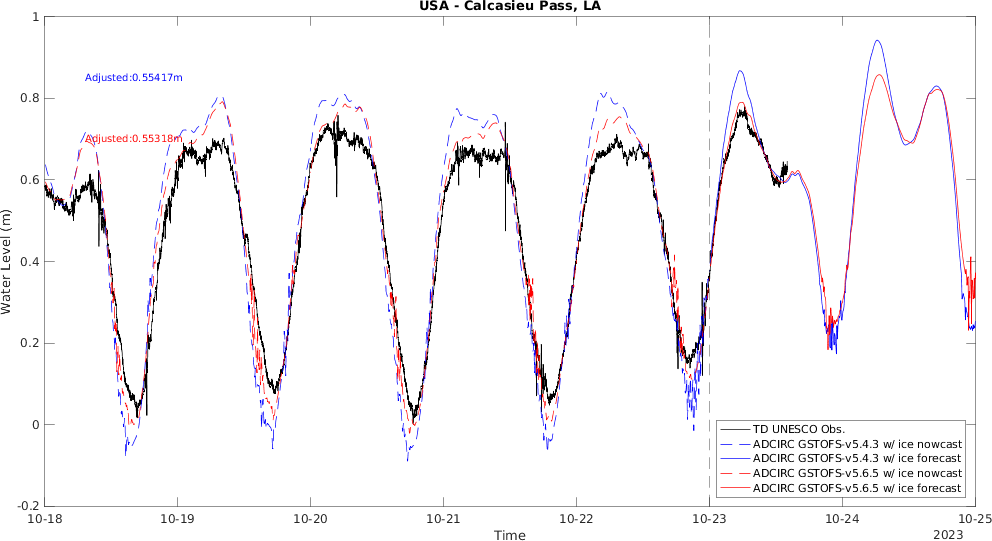 USA - Calcasieu Pass, LA
1
0.8
0.6
0.4
0.2
0
-0.2
Water Level (m)
Adjusted:0.55417m
Adjusted:0.55318m
TD UNESCO Obs.
ADCIRC GSTOFS-v5.4.3 w/ ice nowcast
ADCIRC GSTOFS-v5.4.3 w/ ice forecast
ADCIRC GSTOFS-v5.6.5 w/ ice nowcast
ADCIRC GSTOFS-v5.6.5 w/ ice forecast
10-18 10-19 10-20 10-21 10-22 10-23 10-24 10-25
Time
2023